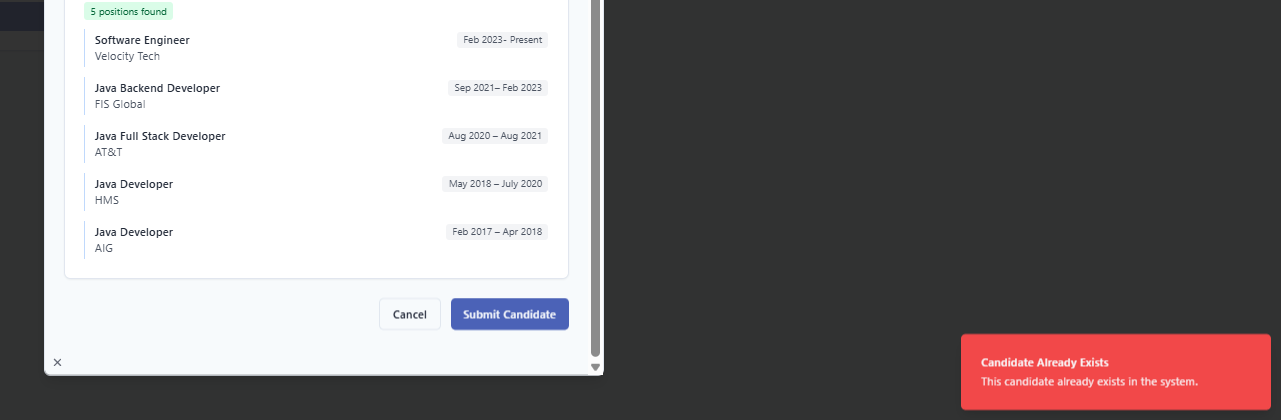 5 positions found
Software Engineer
Feb 2023- Present
Velocity Tech
Java Backend Developer
Sep 2021– Feb 2023
FIS Global
Java Full Stack Developer
Aug 2020 – Aug 2021
AT&T
Java Developer
May 2018 – July 2020
HMS
Java Developer
Feb 2017 – Apr 2018
AIG
Cancel
Submit Candidate
Candidate Already Exists
This candidate already exists in the system.